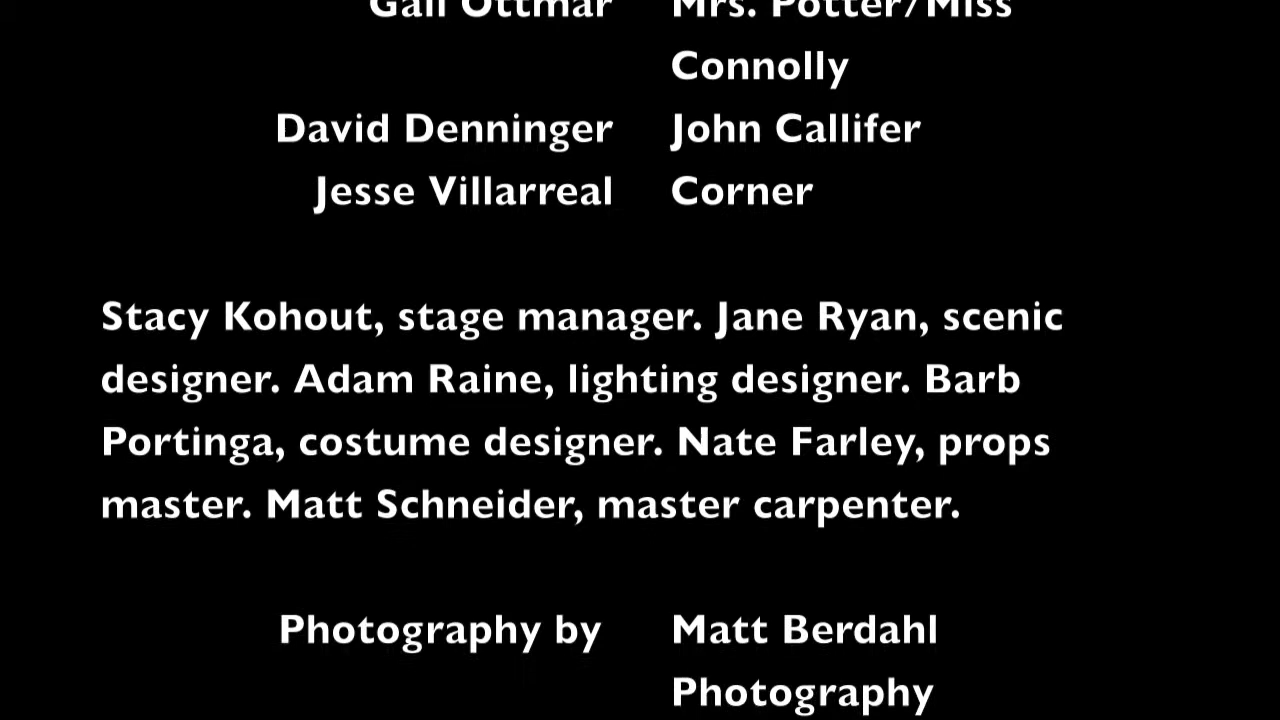 Gail Ottmar Mrs. Potter/Miss
Connolly
David Denninger John Callifer
Jesse Villarreal Corner
Stacy Kohout, stage manager. Jane Ryan, scenic
designer. Adam Raine, lighting designer. Barb
Portinga, costume designer. Nate Farley, props
master. Matt Schneider, master carpenter.
Photography by Matt Berdahl
Photography